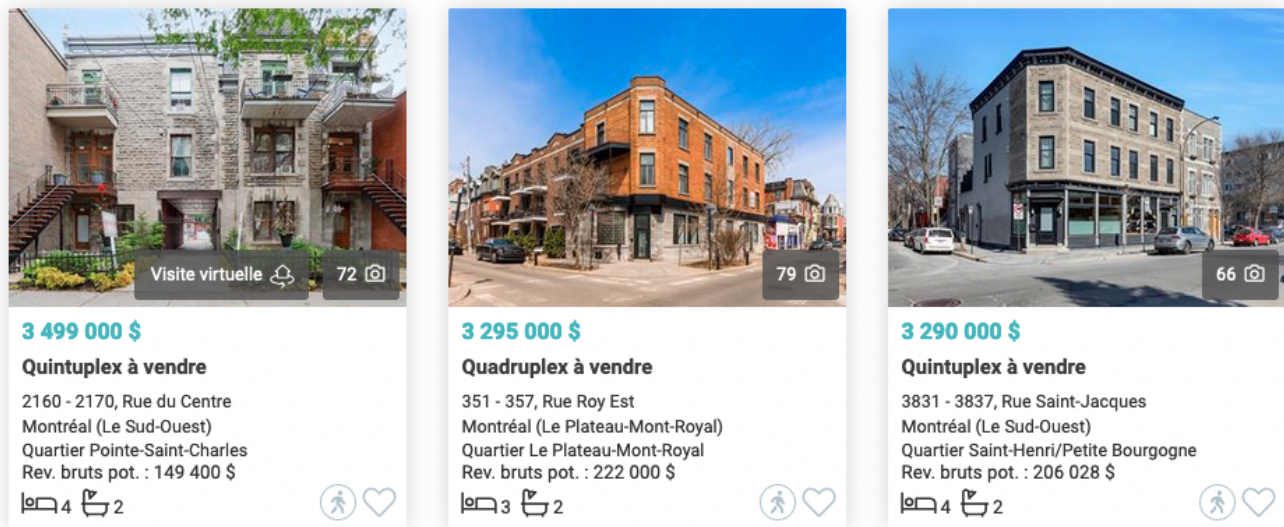 Visite virtuelle
72
3 499 000 $
Quintuplex à vendre
2160 - 2170, Rue du Centre
Montréal (Le Sud-Ouest)
Quartier Pointe-Saint-Charles
Rev. bruts pot. : 149 400 $
4 2
79
3 295 000 $
Quadruplex à vendre
351 - 357, Rue Roy Est
Montréal (Le Plateau-Mont-Royal)
Quartier Le Plateau-Mont-Royal
Rev. bruts pot. : 222 000 $
3 2
66
3 290 000 $
Quintuplex à vendre
3831 - 3837, Rue Saint-Jacques
Montréal (Le Sud-Ouest)
Quartier Saint-Henri/Petite Bourgogne
Rev. bruts pot. : 206 028 $
4 2